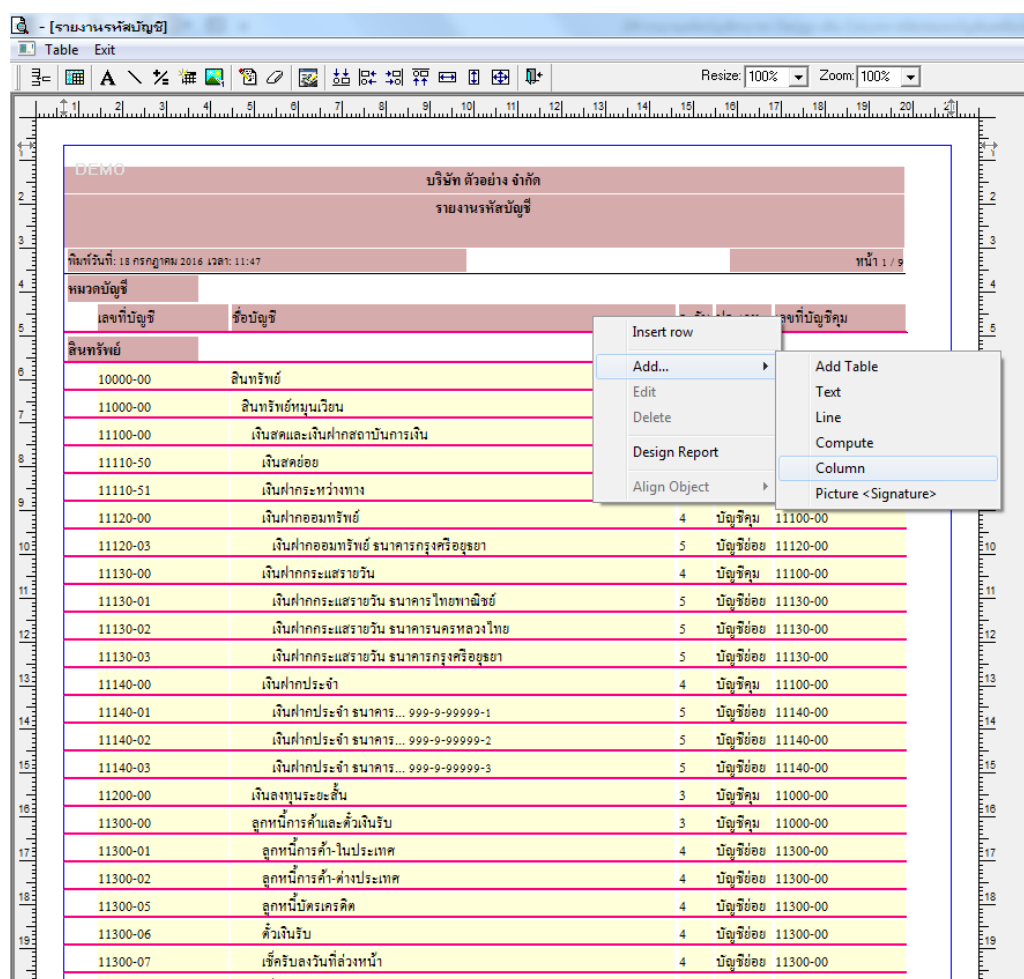 - [รายงานรหัสบัญชี]
Table Exit
Resize: 100% Zoom: 100%
1 2 3 4 5 6 7 8 9 10 11 12 13 14 15 16 17 18 19 20 21
DEMO
บริษัท ตัวอย่าง จำกัด
รายงานรหัสบัญชี
พิมพ์วันที่: 18 กรกฎาคม 2016 เวลา: 11:47 หน้า 1 / 9
หมวดบัญชี
เลขที่บัญชี ชื่อบัญชี เลขที่บัญชีคุม
สินทรัพย์
10000-00 สินทรัพย์
11000-00 สินทรัพย์หมุนเวียน
11100-00 เงินสดและเงินฝากสถาบันการเงิน
11110-50 เงินสดย่อย
11110-51 เงินฝากระหว่างทาง
11120-00 เงินฝากออมทรัพย์ 4 บัญชีคุม 11100-00
11120-03 เงินฝากออมทรัพย์ ธนาคารกรุงศรีอยุธยา 5 บัญชีย่อย 11120-00
11130-00 เงินฝากกระแสรายวัน 4 บัญชีคุม 11100-00
11130-01 เงินฝากกระแสรายวัน ธนาคารไทยพาณิชย์ 5 บัญชีย่อย 11130-00
11130-02 เงินฝากกระแสรายวัน ธนาคารนครหลวงไทย 5 บัญชีย่อย 11130-00
11130-03 เงินฝากกระแสรายวัน ธนาคารกรุงศรีอยุธยา 5 บัญชีย่อย 11130-00
11140-00 เงินฝากประจำ 4 บัญชีคุม 11100-00
11140-01 เงินฝากประจำ ธนาคาร... 999-9-99999-1 5 บัญชีย่อย 11140-00
11140-02 เงินฝากประจำ ธนาคาร... 999-9-99999-2 5 บัญชีย่อย 11140-00
11140-03 เงินฝากประจำ ธนาคาร... 999-9-99999-3 5 บัญชีย่อย 11140-00
11200-00 เงินลงทุนระยะสั้น 3 บัญชีคุม 11000-00
11300-00 ลูกหนี้การค้าและตั๋วเงินรับ 3 บัญชีคุม 11000-00
11300-01 ลูกหนี้การค้า-ในประเทศ 4 บัญชีย่อย 11300-00
11300-02 ลูกหนี้การค้า-ต่างประเทศ 4 บัญชีย่อย 11300-00
11300-05 ลูกหนี้บัตรเครดิต 4 บัญชีย่อย 11300-00
11300-06 ตั๋วเงินรับ 4 บัญชีย่อย 11300-00
11300-07 เช็ครับลงวันที่ล่วงหน้า 4 บัญชีย่อย 11300-00
Insert row
Add...
Edit
Delete
Design Report
Align Object
Add Table
Text
Line
Compute
Column
Picture <Signature>